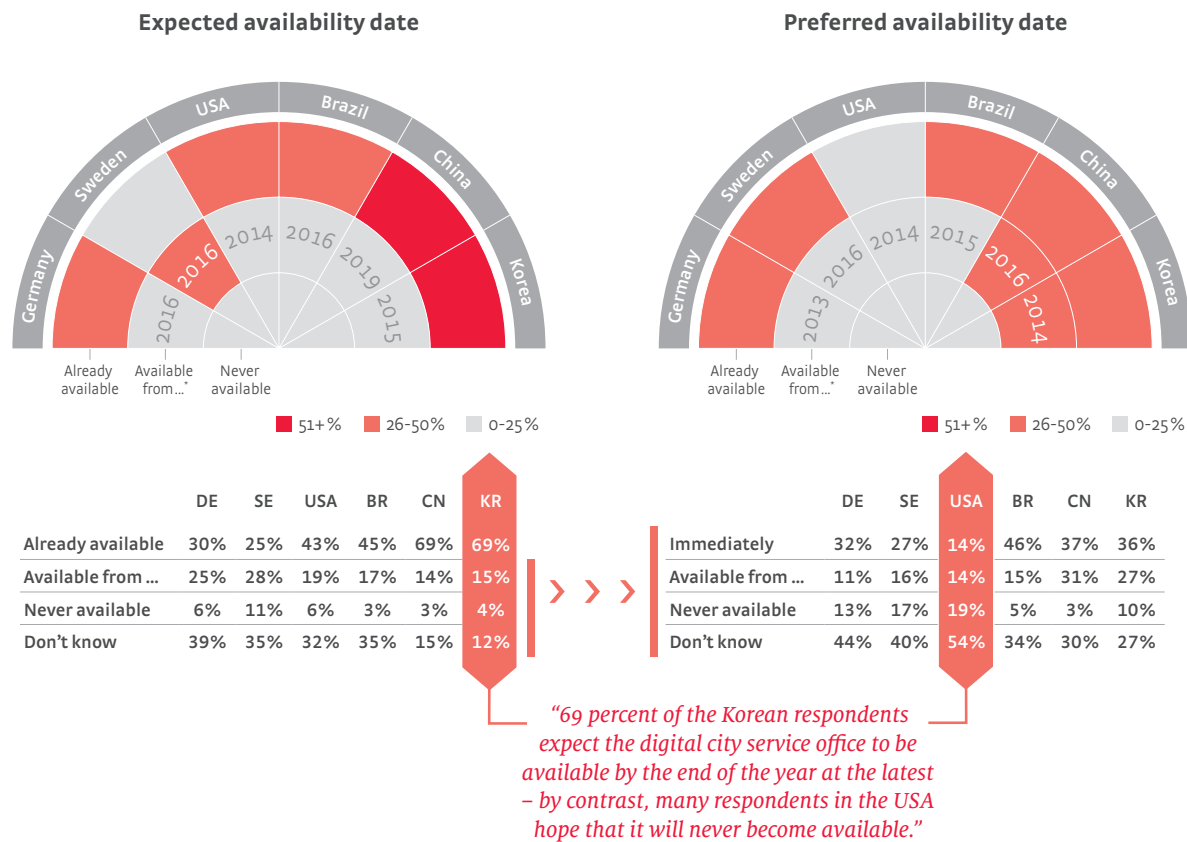 Expected availability date
Germany
Sweden
USA
Brazil
China
Korea
2016
2016
2014
2016
2019
2015
Already available
Available from ...*
Never available
51+ %
26-50 %
0-25 %
DE SE USA BR CN KR
Already available 30% 25% 43% 45% 69% 69%
Available from ... 25% 28% 19% 17% 14% 15%
Never available 6% 11% 6% 3% 3% 4%
Don't know 39% 35% 32% 35% 15% 12%
Preferred availability date
Germany
Sweden
USA
Brazil
China
Korea
2013
2016
2014
2015
2016
2014
Already available
Available from ...*
Never available
51+ %
26-50%
0-25%
DE SE USA BR CN KR
Immediately 32% 27% 14% 46% 37% 36%
Available from ... 11% 16% 14% 15% 31% 27%
Never available 13% 17% 19% 5% 3% 10%
Don't know 44% 40% 54% 34% 30% 27%
“69 percent of the Korean respondents
expect the digital city service office to be
available by the end of the year at the latest
– by contrast, many respondents in the USA
hope that it will never become available.”